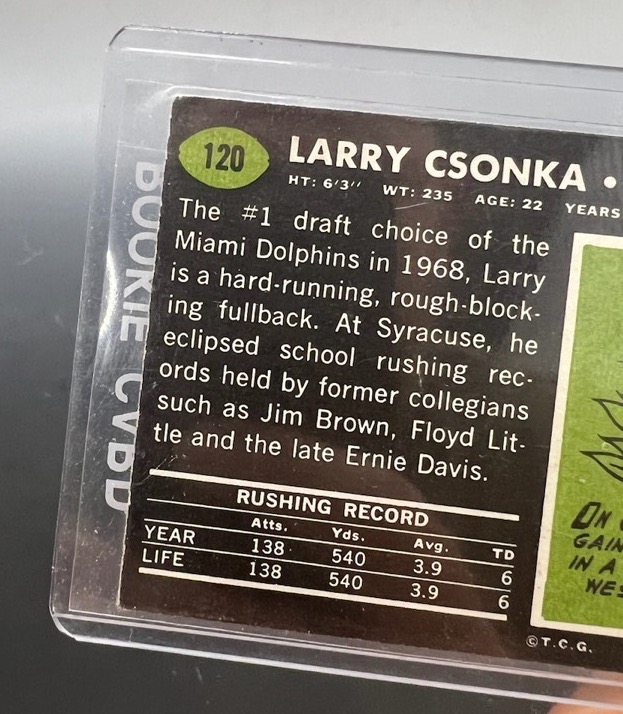 120
LARRY CSONKA •
HT: 6'3" WT: 235 AGE: 22 YEARS
The #1 draft choice of the
Miami Dolphins in 1968, Larry
is a hard-running, rough-block-
ing fullback. At Syracuse, he
eclipsed school rushing rec-
ords held by former collegians
such as Jim Brown, Floyd Lit-
tle and the late Ernie Davis.
RUSHING RECORD
Atts. Yds. Avg. TD
YEAR 138 540 3.9 6
LIFE 138 540 3.9 6
ON
GAIN
IN A
WES
©T.C.G.